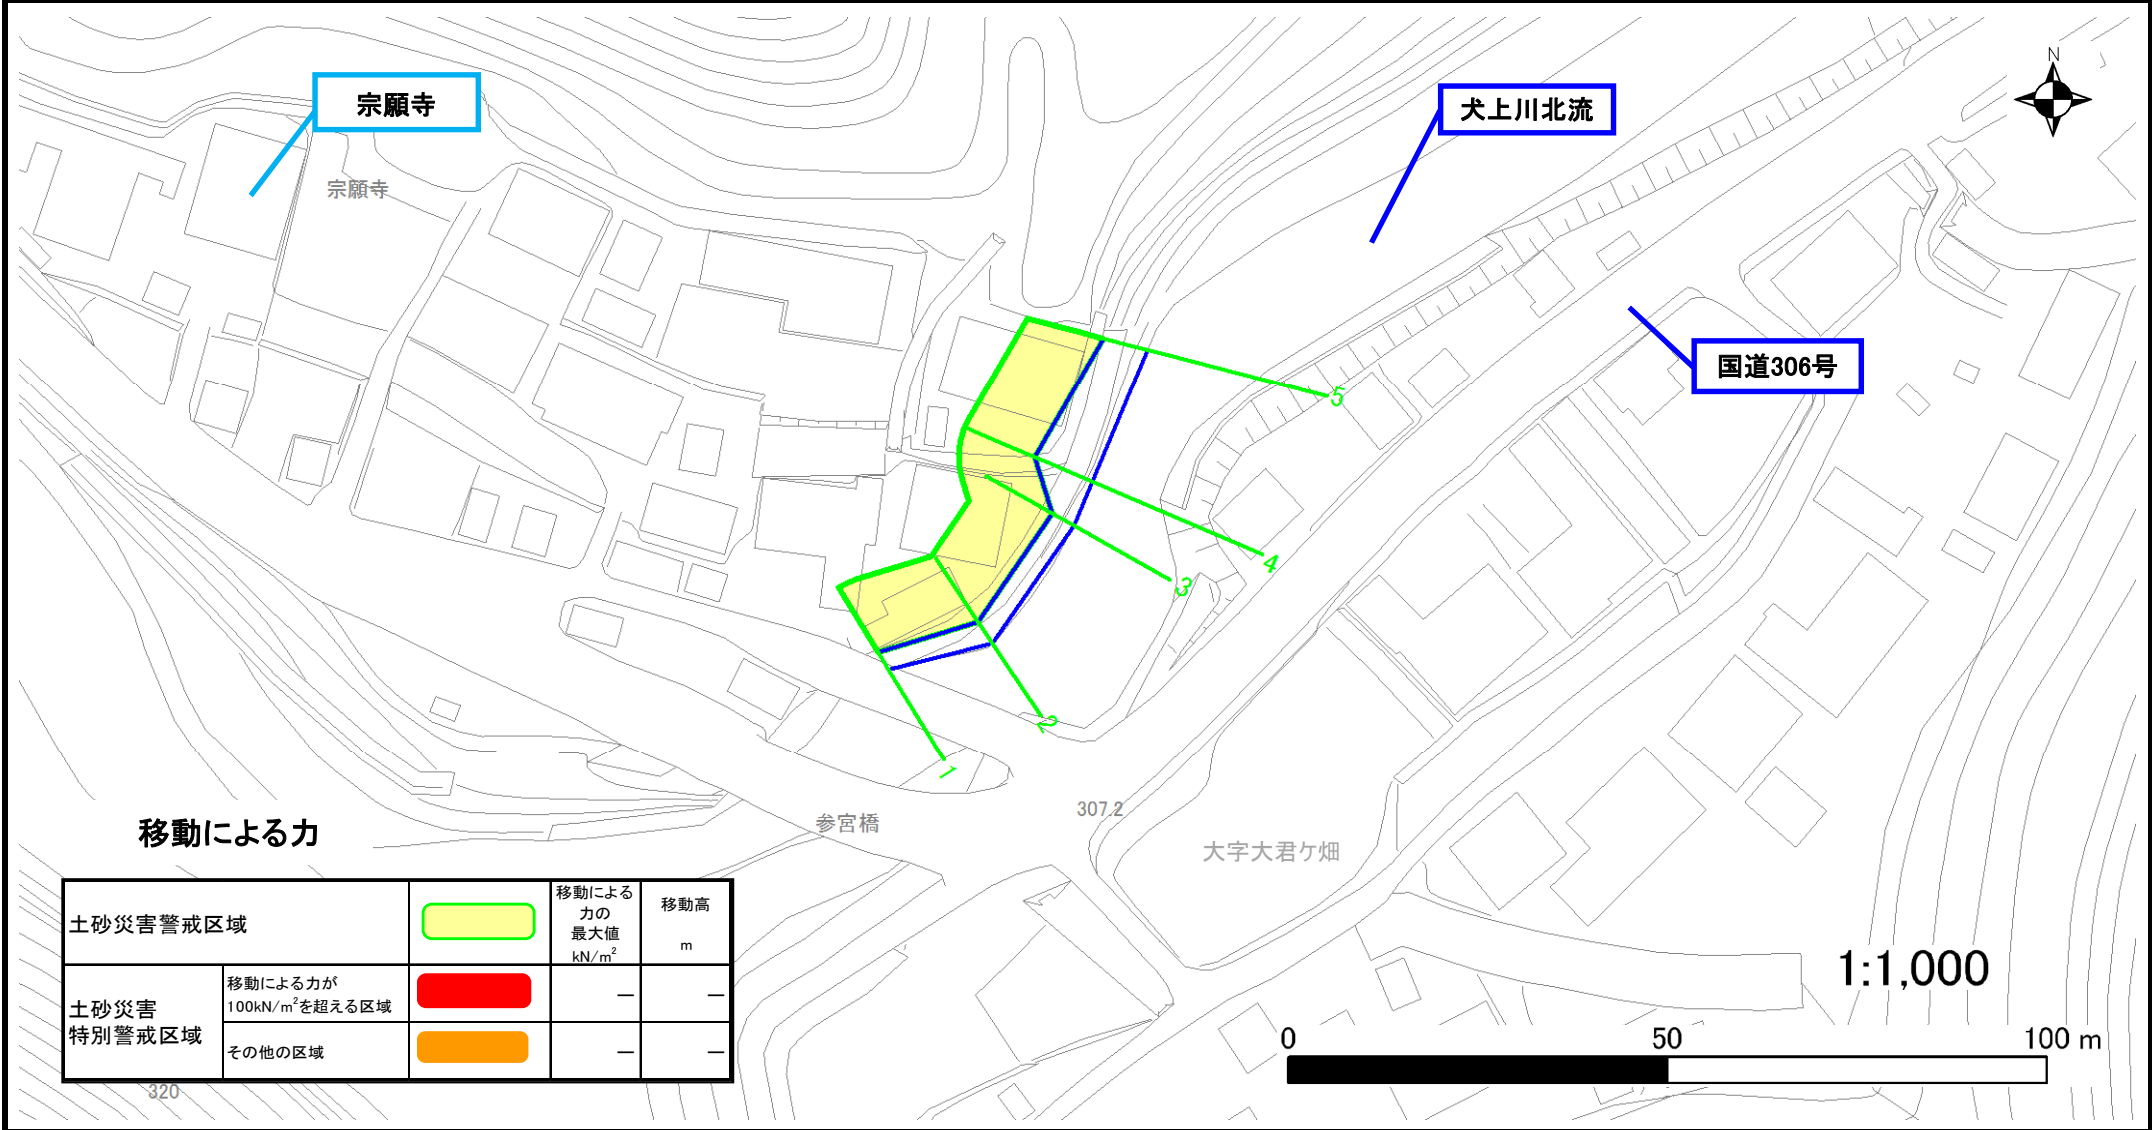 N
宗願寺
犬上川北流
宗願寺
国道306号
5
4
3
2
1
参宮橋
307.2
大字大君ケ畑
移動による力
土砂災害警戒区域
移動による
力の
最大値
kN/m²
移動高
m
土砂災害
特別警戒区域
移動による力が
100kN/m²を超える区域
－
－
その他の区域
－
－
320
1:1,000
0
50
100 m